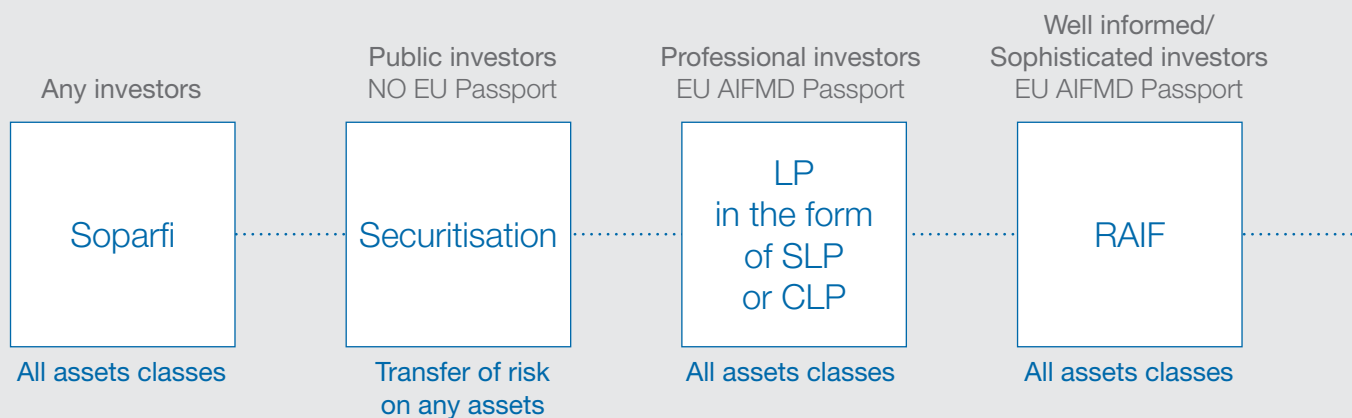 Any investors
Public investors
NO EU Passport
Professional investors
EU AIFMD Passport
Well informed/
Sophisticated investors
EU AIFMD Passport
Soparfi
Securitisation
LP
in the form
of SLP
or CLP
RAIF
All assets classes
Transfer of risk
on any assets
All assets classes
All assets classes